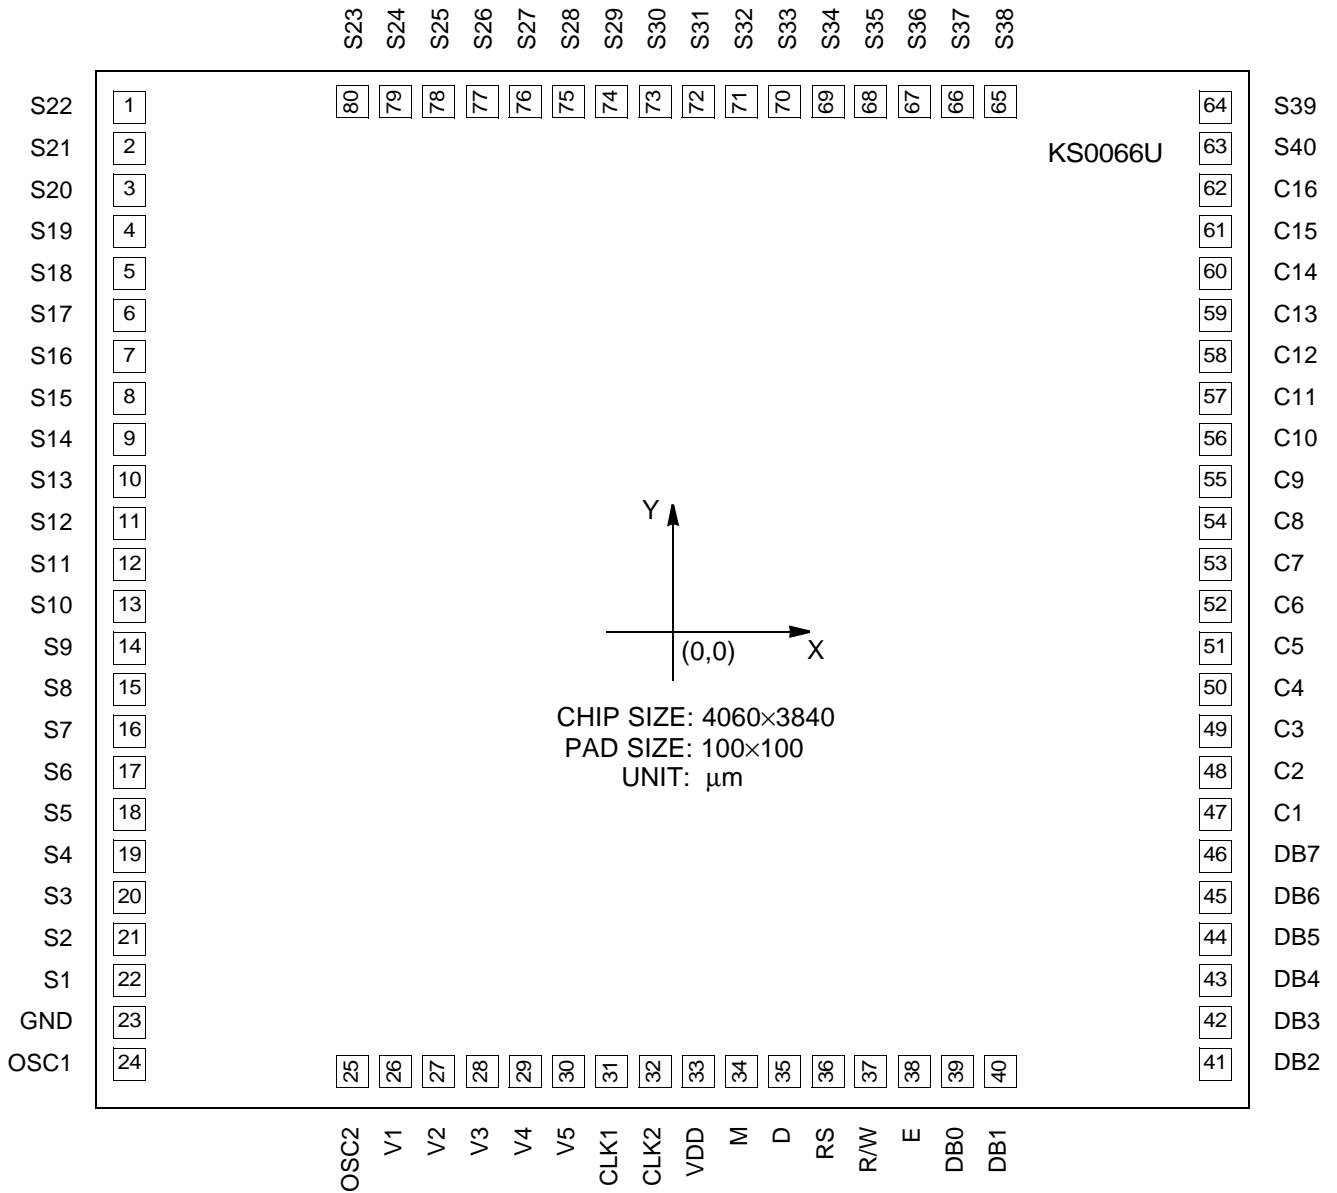 S23 S24 S25 S26 S27 S28 S29 S30 S31 S32 S33 S34 S35 S36 S37 S38
80 79 78 77 76 75 74 73 72 71 70 69 68 67 66 65
S22 1 64 S39
S21 2 KS0066U 63 S40
S20 3 62 C16
S19 4 61 C15
S18 5 60 C14
S17 6 59 C13
S16 7 58 C12
S15 8 57 C11
S14 9 56 C10
S13 10 55 C9
Y
S12 11 54 C8
S11 12 53 C7
S10 13 52 C6
S9 14 (0,0) X 51 C5
S8 15 50 C4
CHIP SIZE: 4060×3840
S7 16 49 C3
PAD SIZE: 100×100
S6 17 UNIT: μm 48 C2
S5 18 47 C1
S4 19 46 DB7
S3 20 45 DB6
S2 21 44 DB5
S1 22 43 DB4
GND 23 42 DB3
OSC1 24 41 DB2
25 26 27 28 29 30 31 32 33 34 35 36 37 38 39 40
OSC2 V1 V2 V3 V4 V5 CLK1 CLK2 VDD M D RS R/W E DB0 DB1